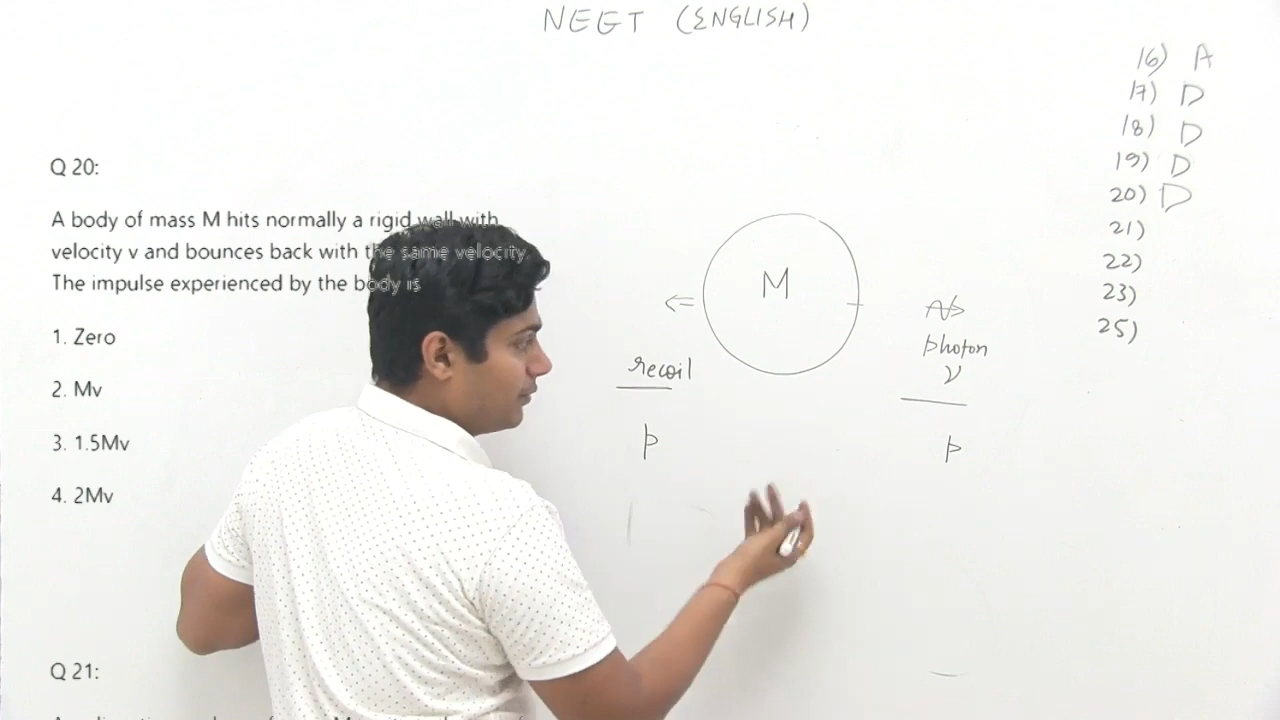 NEET (ENGLISH)
Q 20:
A body of mass M hits normally a rigid wall with
velocity v and bounces back with the same velocity.
The impulse experienced by the body is
1. Zero
2. Mv
3. 1.5Mv
4. 2Mv
Q 21:
M
recoil
p
photon
ν
p
16) A
17) D
18) D
19) D
20) D
21)
22)
23)
25)